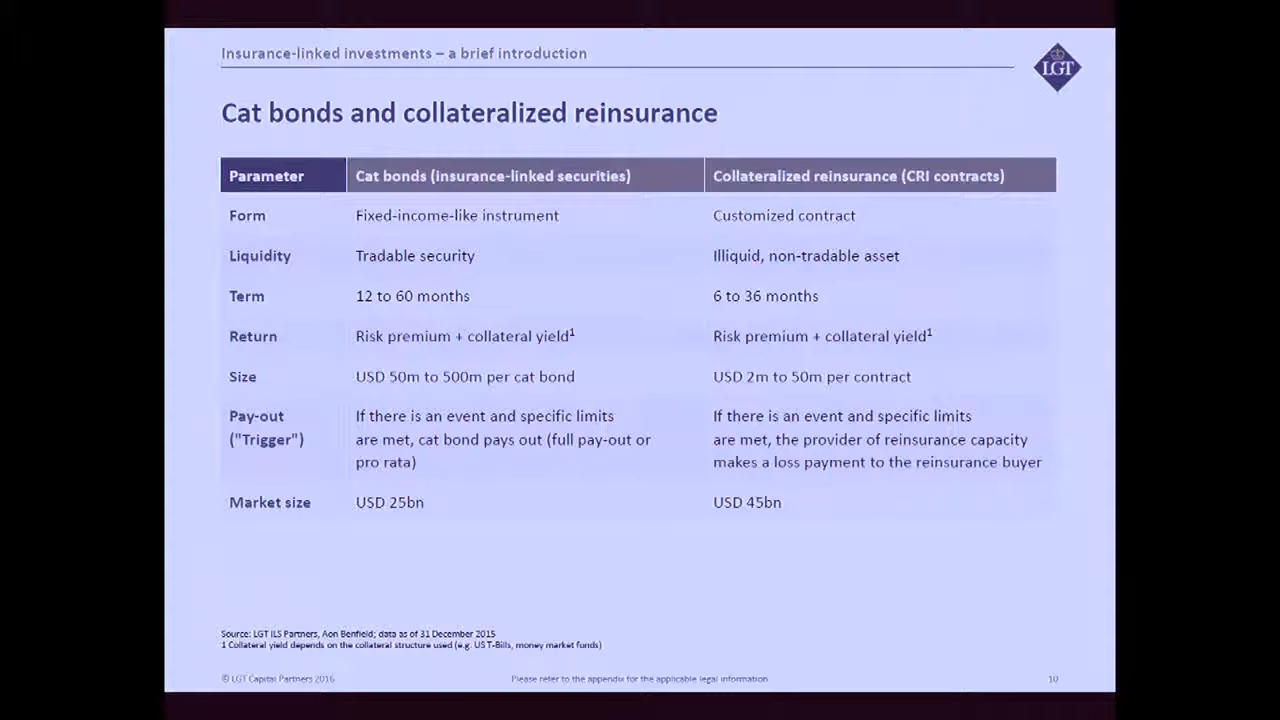 Insurance-linked investments – a brief introduction
LGT
Cat bonds and collateralized reinsurance
Parameter Cat bonds (insurance-linked securities) Collateralized reinsurance (CRI contracts)
Form Fixed-income-like instrument Customized contract
Liquidity Tradable security Illiquid, non-tradable asset
Term 12 to 60 months 6 to 36 months
Return Risk premium + collateral yield¹ Risk premium + collateral yield¹
Size USD 50m to 500m per cat bond USD 2m to 50m per contract
Pay-out If there is an event and specific limits If there is an event and specific limits
("Trigger") are met, cat bond pays out (full pay-out or are met, the provider of reinsurance capacity
pro rata) makes a loss payment to the reinsurance buyer
Market size USD 25bn USD 45bn
Source: LGT ILS Partners, Aon Benfield; data as of 31 December 2015
1 Collateral yield depends on the collateral structure used (e.g. US T-Bills, money market funds)
© LGT Capital Partners 2016 Please refer to the appendix for the applicable legal information 10